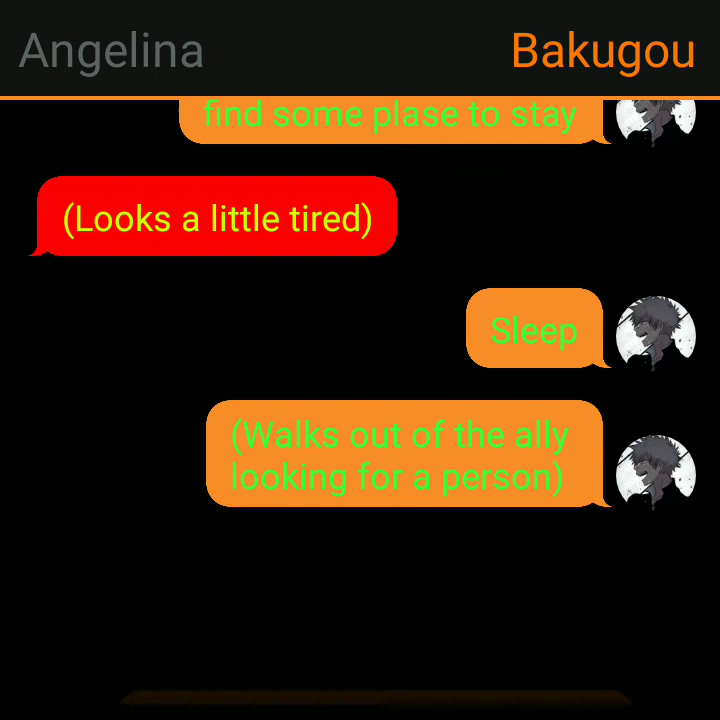 Angelina
Bakugou
find some plase to stay
(Looks a little tired)
Sleep
(Walks out of the ally
looking for a person)